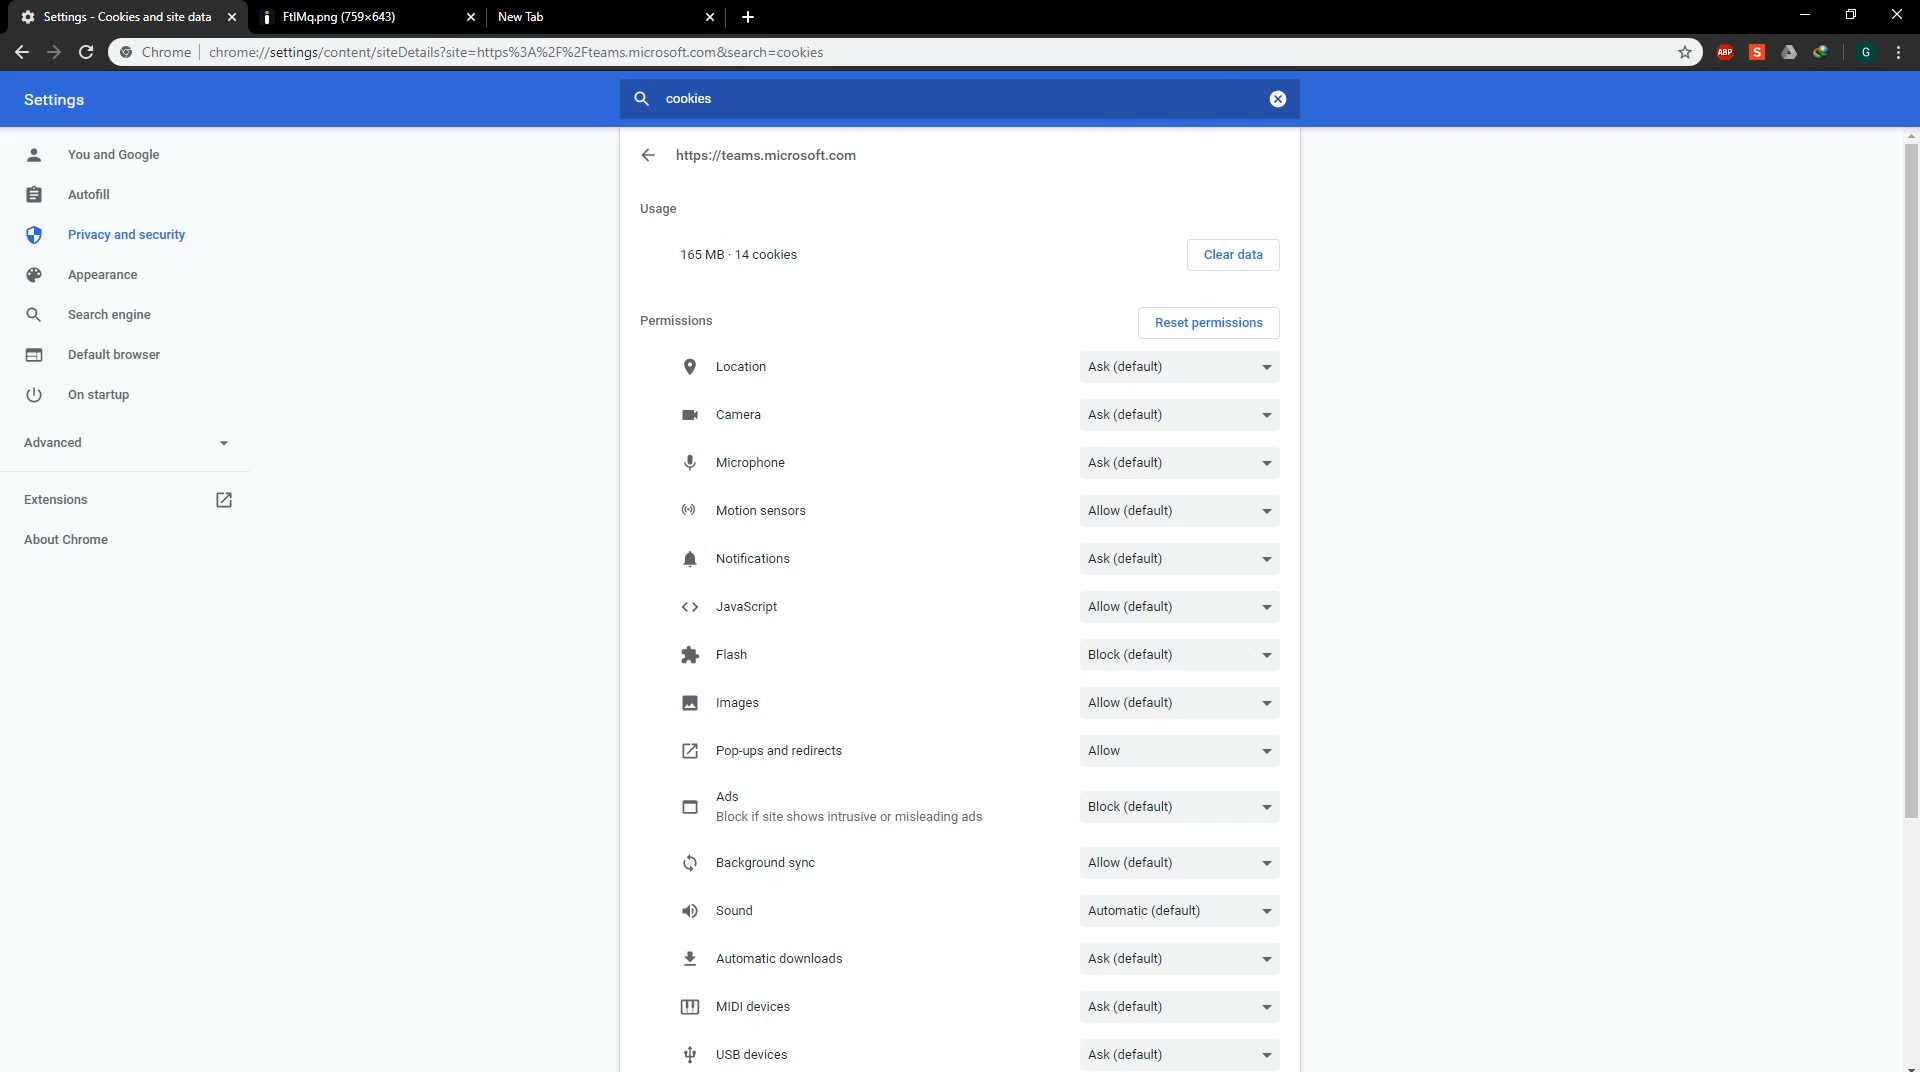 Settings - Cookies and site data
FtIMq.png (759×643)
New Tab
Chrome
chrome://settings/content/siteDetails?site=https%3A%2F%2Fteams.microsoft.com&search=cookies
ABP
S
G
Settings
cookies
You and Google
Autofill
Privacy and security
Appearance
Search engine
Default browser
On startup
Advanced
Extensions
About Chrome
https://teams.microsoft.com
Usage
165 MB · 14 cookies
Clear data
Permissions
Reset permissions
Location
Ask (default)
Camera
Ask (default)
Microphone
Ask (default)
Motion sensors
Allow (default)
Notifications
Ask (default)
JavaScript
Allow (default)
Flash
Block (default)
Images
Allow (default)
Pop-ups and redirects
Allow
Ads
Block if site shows intrusive or misleading ads
Block (default)
Background sync
Allow (default)
Sound
Automatic (default)
Automatic downloads
Ask (default)
MIDI devices
Ask (default)
USB devices
Ask (default)